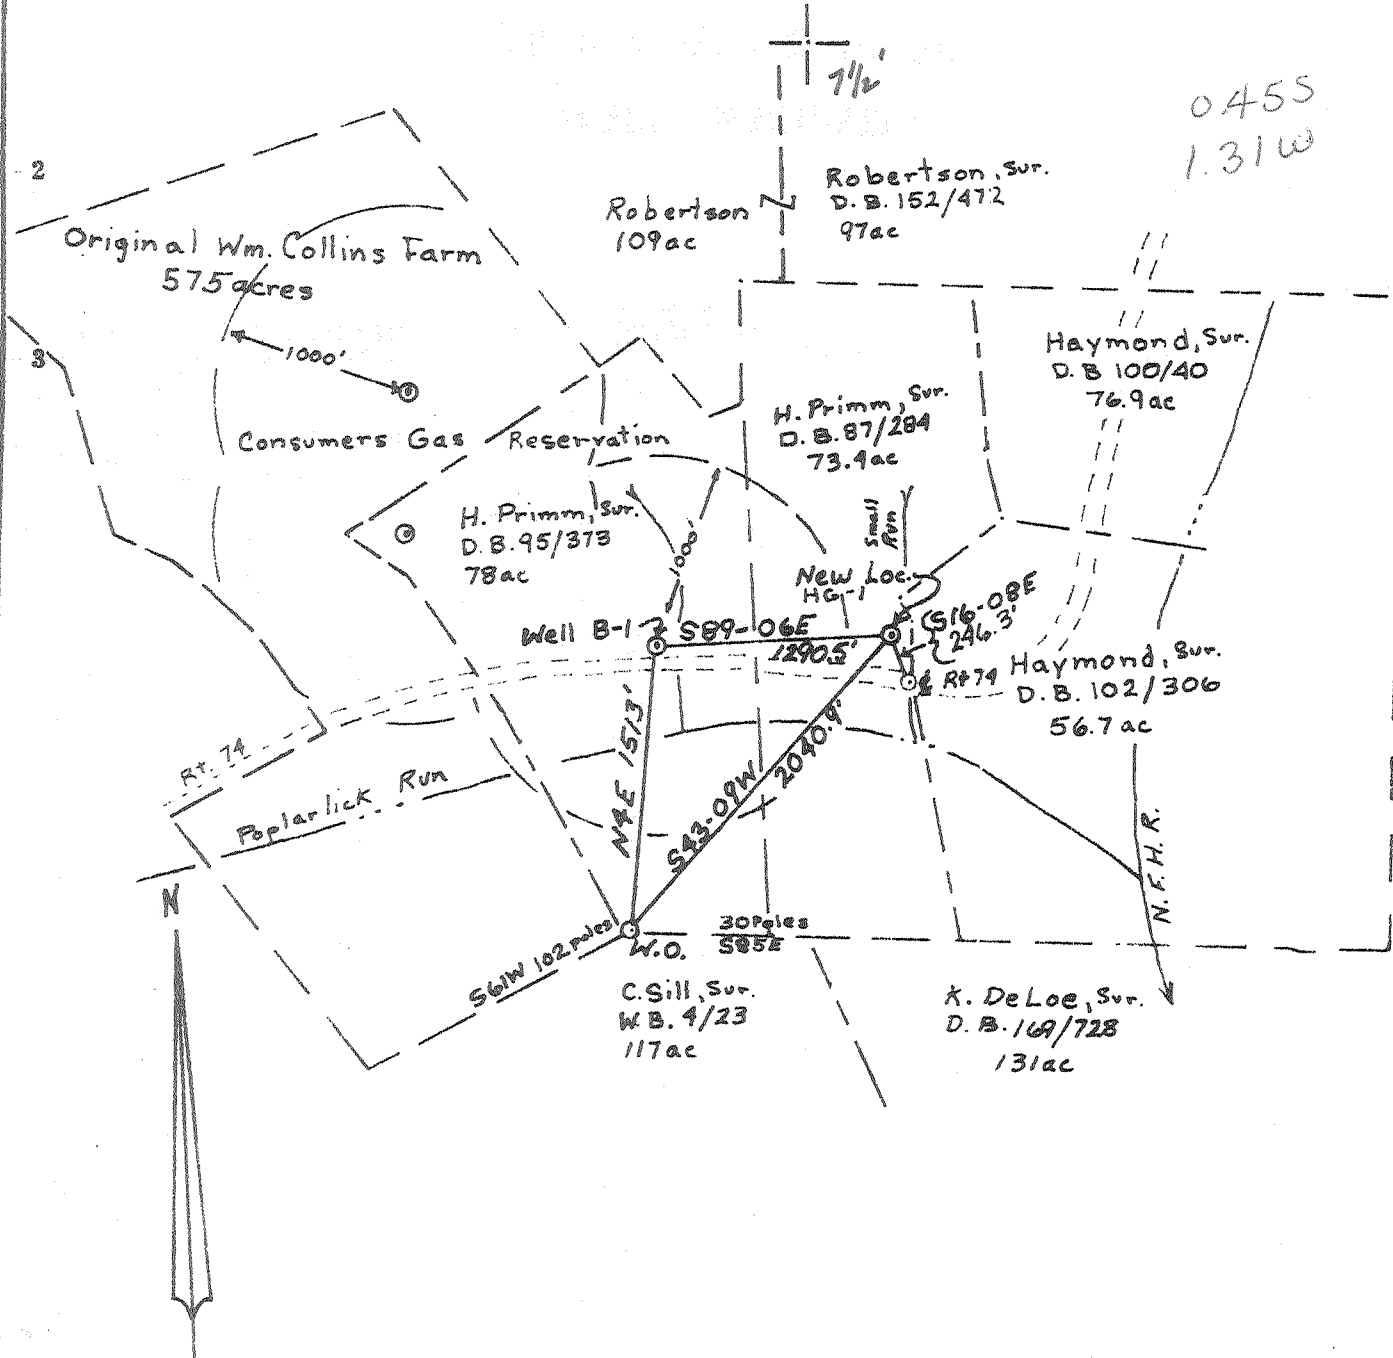 7 1/2'
0.45S
1.31W
2
Robertson, Sur.
D.B. 152/472
97ac
Robertson
109ac
Original Wm. Collins Farm
575 acres
3
1000'
Haymond, Sur.
D.B 100/40
76.9ac
H. Primm, Sur.
D.B. 87/284
73.4ac
Consumers Gas Reservation
H. Primm, Sur.
D.B. 95/373
78ac
Small
Run
1000'
New Loc.
HG-1
S16-08E
246.3'
Well B-1
S89-06E
1290.5'
Haymond, Sur.
D.B. 102/306
56.7 ac
Rt 74
N4E 1513'
S43-09W 2040.9'
Rt. 74
Poplarlick Run
N.F.H.R.
N
S61W 102 poles
W.O.
30 Poles
S85E
C. Sill, Sur.
W.B. 4/23
117ac
K. DeLoe, Sur.
D.B. 169/728
131ac